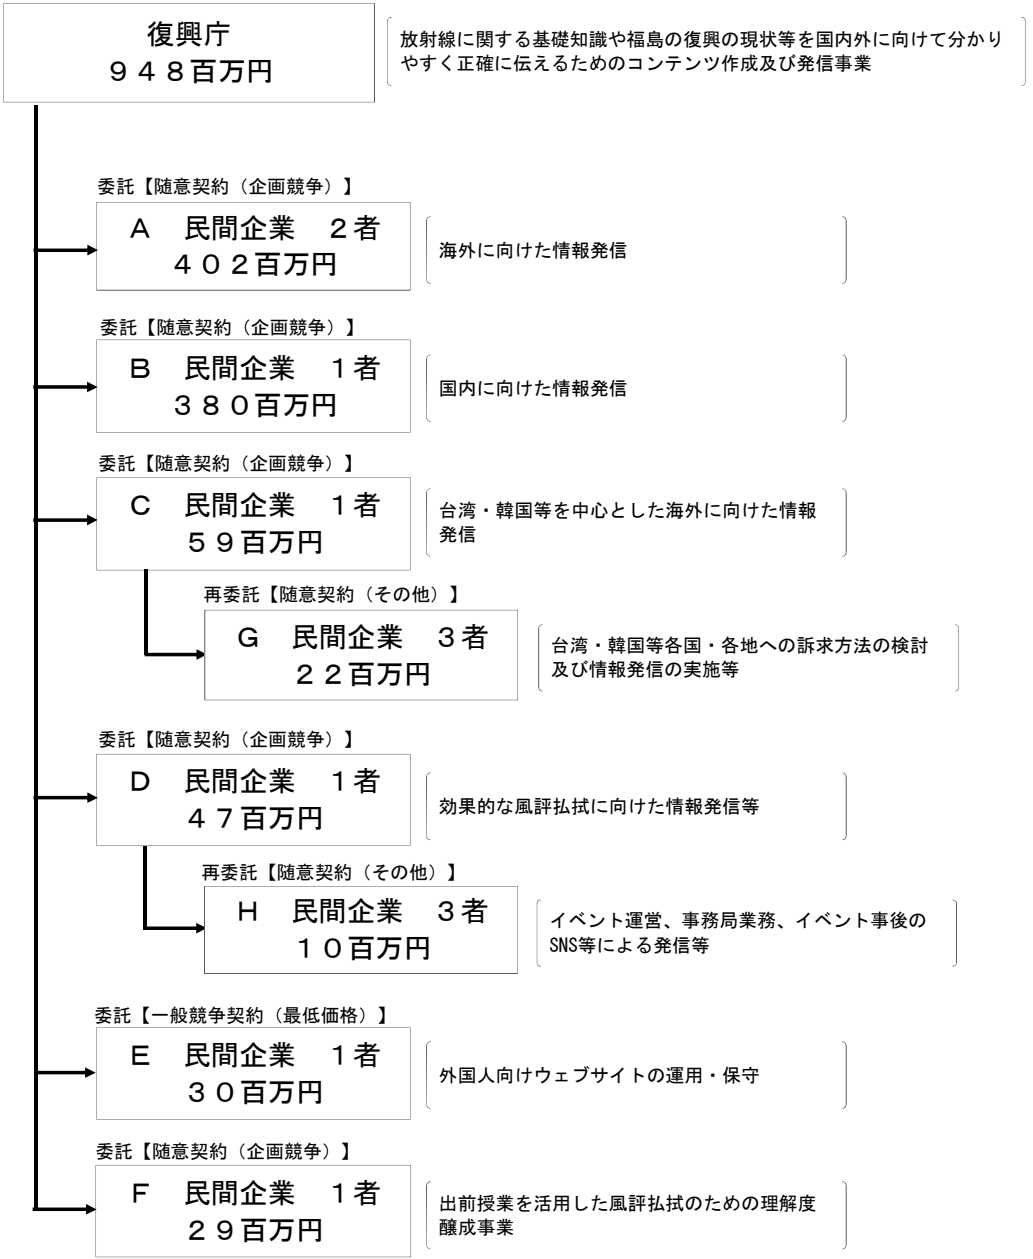 復興庁
９４８百万円
放射線に関する基礎知識や福島の復興の現状等を国内外に向けて分かり
やすく正確に伝えるためのコンテンツ作成及び発信事業
委託【随意契約（企画競争）】
Ａ　民間企業　２者
４０２百万円
海外に向けた情報発信
委託【随意契約（企画競争）】
Ｂ　民間企業　１者
３８０百万円
国内に向けた情報発信
委託【随意契約（企画競争）】
Ｃ　民間企業　１者
５９百万円
台湾・韓国等を中心とした海外に向けた情報
発信
再委託【随意契約（その他）】
Ｇ　民間企業　３者
２２百万円
台湾・韓国等各国・各地への訴求方法の検討
及び情報発信の実施等
委託【随意契約（企画競争）】
Ｄ　民間企業　１者
４７百万円
効果的な風評払拭に向けた情報発信等
再委託【随意契約（その他）】
Ｈ　民間企業　３者
１０百万円
イベント運営、事務局業務、イベント事後の
SNS等による発信等
委託【一般競争契約（最低価格）】
Ｅ　民間企業　１者
３０百万円
外国人向けウェブサイトの運用・保守
委託【随意契約（企画競争）】
Ｆ　民間企業　１者
２９百万円
出前授業を活用した風評払拭のための理解度
醸成事業